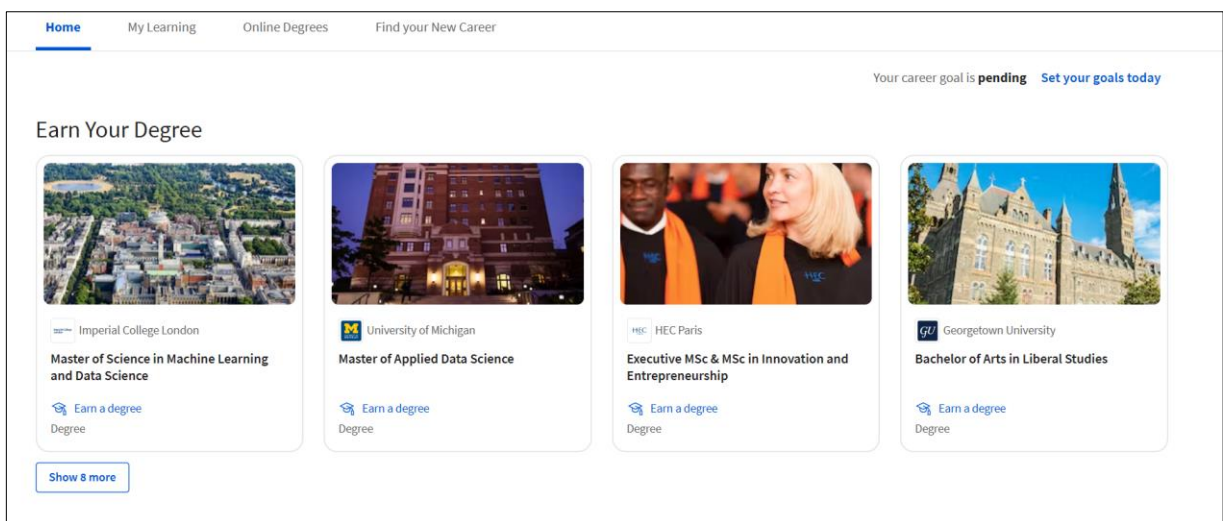 Home My Learning Online Degrees Find your New Career
Your career goal is pending Set your goals today
Earn Your Degree
HEC
Imperial College London
M University of Michigan
HEC HEC Paris
GU Georgetown University
Master of Science in Machine Learning
and Data Science
Master of Applied Data Science
Executive MSc & MSc in Innovation and
Entrepreneurship
Bachelor of Arts in Liberal Studies
Earn a degree Earn a degree Earn a degree Earn a degree
Degree Degree Degree Degree
Show 8 more